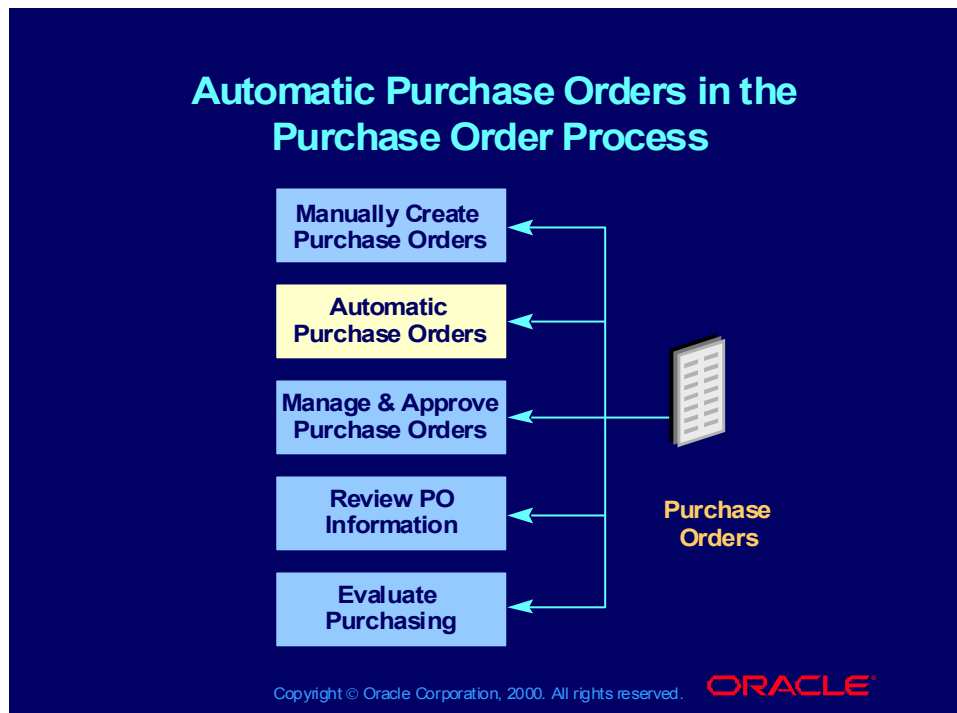 Automatic Purchase Orders in the
Purchase Order Process
Manually Create
Purchase Orders
Automatic
Purchase Orders
Manage & Approve
Purchase Orders
Review PO
Information
Evaluate
Purchasing
Purchase
Orders
Copyright © Oracle Corporation, 2000. All rights reserved.
ORACLE®